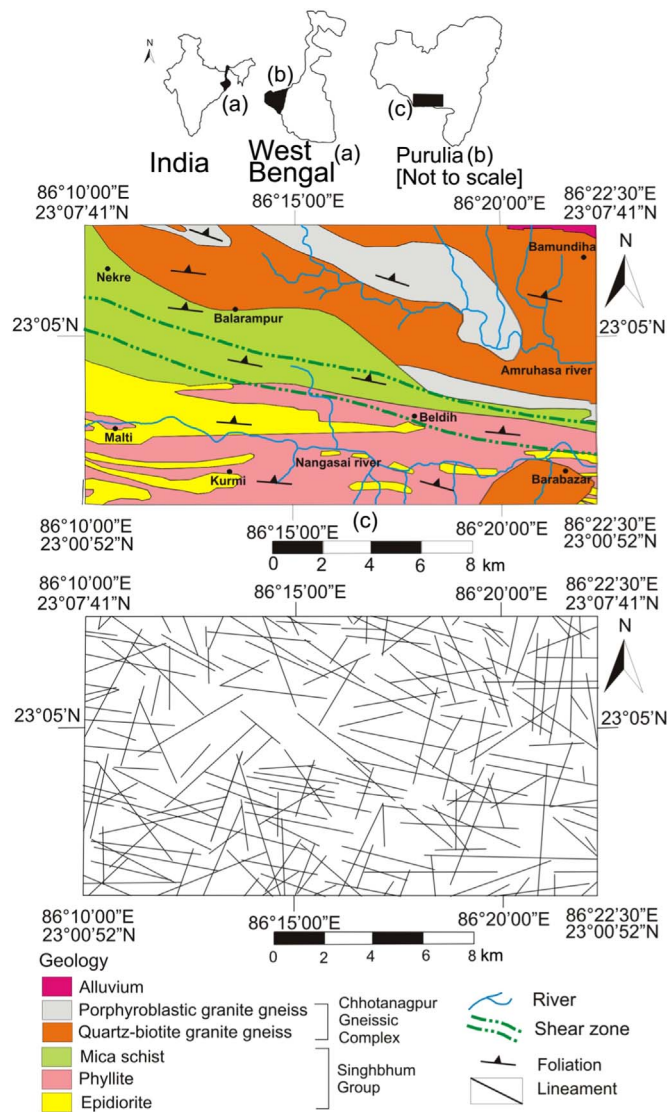 N
(a)
(b)
(c)
India
West
Bengal
(a)
Purulia (b)
[Not to scale]
86°10'00"E
23°07'41"N
86°15'00"E
86°20'00"E
86°22'30"E
23°07'41"N
N
Bamundiha
Nekre
23°05'N
Balarampur
23°05'N
Amruhasa river
Beldih
Malti
Nangasai river
Kurmi
Barabazar
(c)
86°10'00"E
23°00'52"N
86°15'00"E
86°20'00"E
86°22'30"E
23°00'52"N
0 2 4 6 8 km
86°10'00"E
23°07'41"N
86°15'00"E
86°20'00"E
86°22'30"E
23°07'41"N
N
23°05'N
23°05'N
86°10'00"E
23°00'52"N
86°15'00"E
86°20'00"E
86°22'30"E
23°00'52"N
0 2 4 6 8 km
Geology
Alluvium
Porphyroblastic granite gneiss
Quartz-biotite granite gneiss
Chhotanagpur
Gneissic
Complex
Mica schist
Phyllite
Epidiorite
Singhbhum
Group
River
Shear zone
Foliation
Lineament